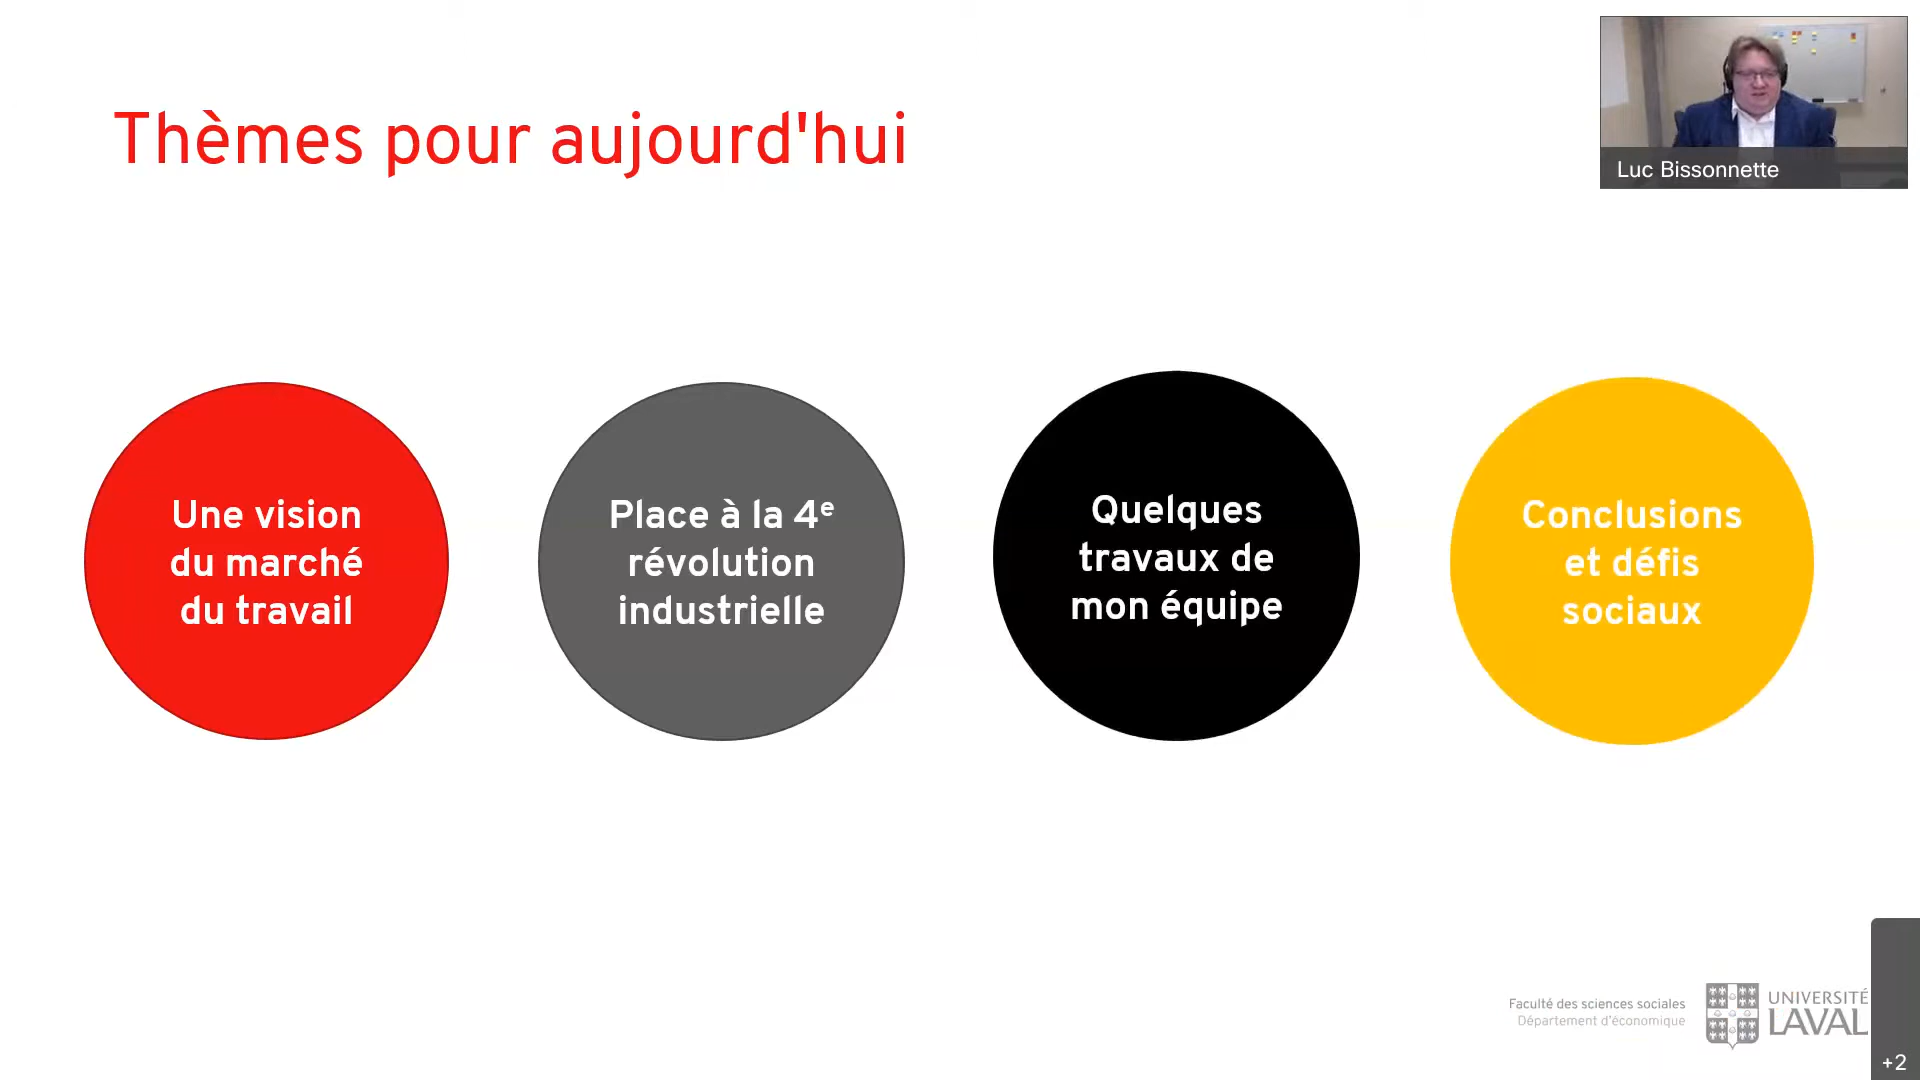 Thèmes pour aujourd'hui
Luc Bissonnette
Une vision
du marché
du travail
Place à la 4e
révolution
industrielle
Quelques
travaux de
mon équipe
Conclusions
et défis
sociaux
Faculté des sciences sociales
Département d'économique
UNIVERSITÉ
LAVAL
+2